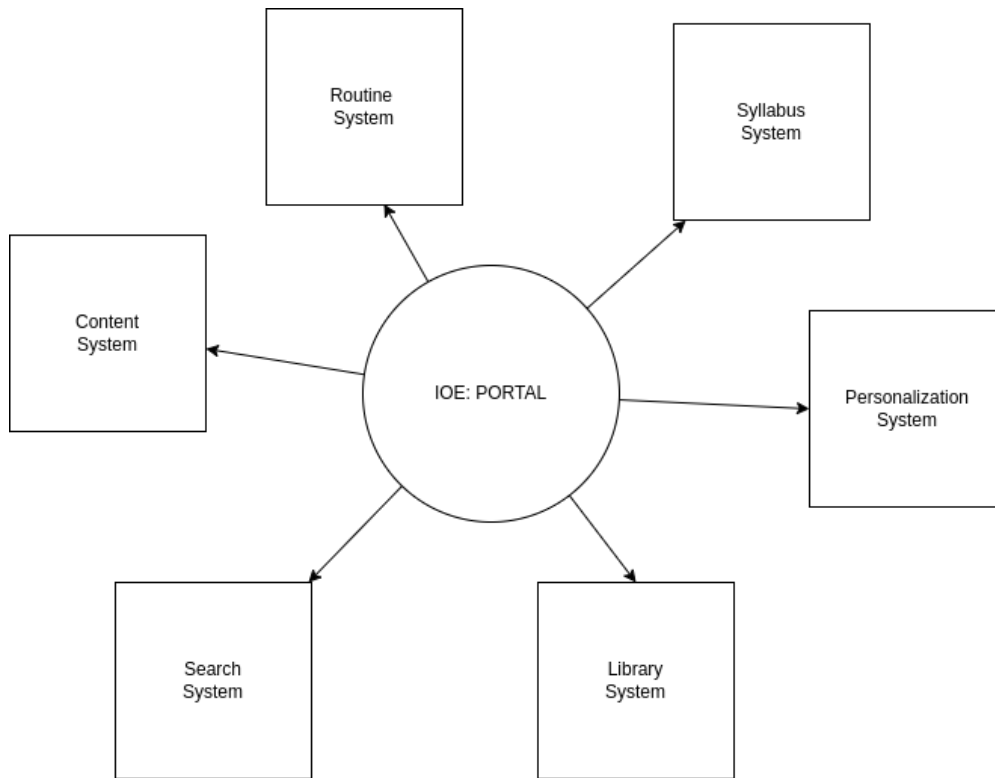 Routine
System
Syllabus
System
Content
System
IOE: PORTAL
Personalization
System
Search
System
Library
System